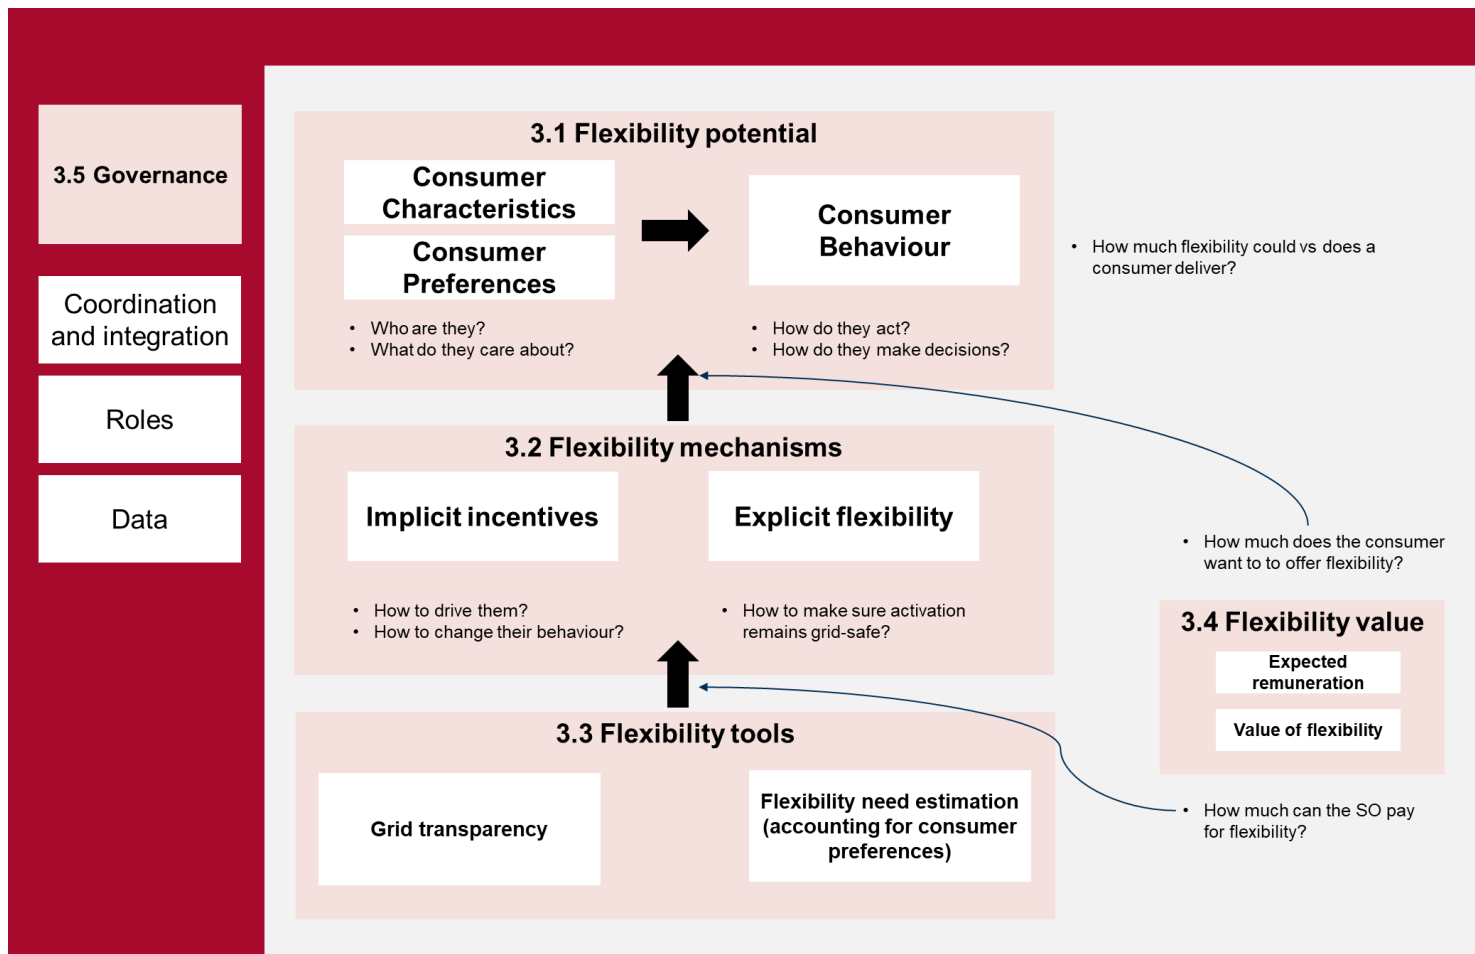 3.5 Governance
Coordination
and integration
Roles
Data
3.1 Flexibility potential
Consumer
Characteristics
Consumer
Preferences
Consumer
Behaviour
• Who are they?
• What do they care about?
• How do they act?
• How do they make decisions?
• How much flexibility could vs does a
consumer deliver?
3.2 Flexibility mechanisms
Implicit incentives
Explicit flexibility
• How to drive them?
• How to change their behaviour?
• How to make sure activation
remains grid-safe?
3.3 Flexibility tools
Grid transparency
Flexibility need estimation
(accounting for consumer
preferences)
• How much does the consumer
want to to offer flexibility?
3.4 Flexibility value
Expected
remuneration
Value of flexibility
• How much can the SO pay
for flexibility?